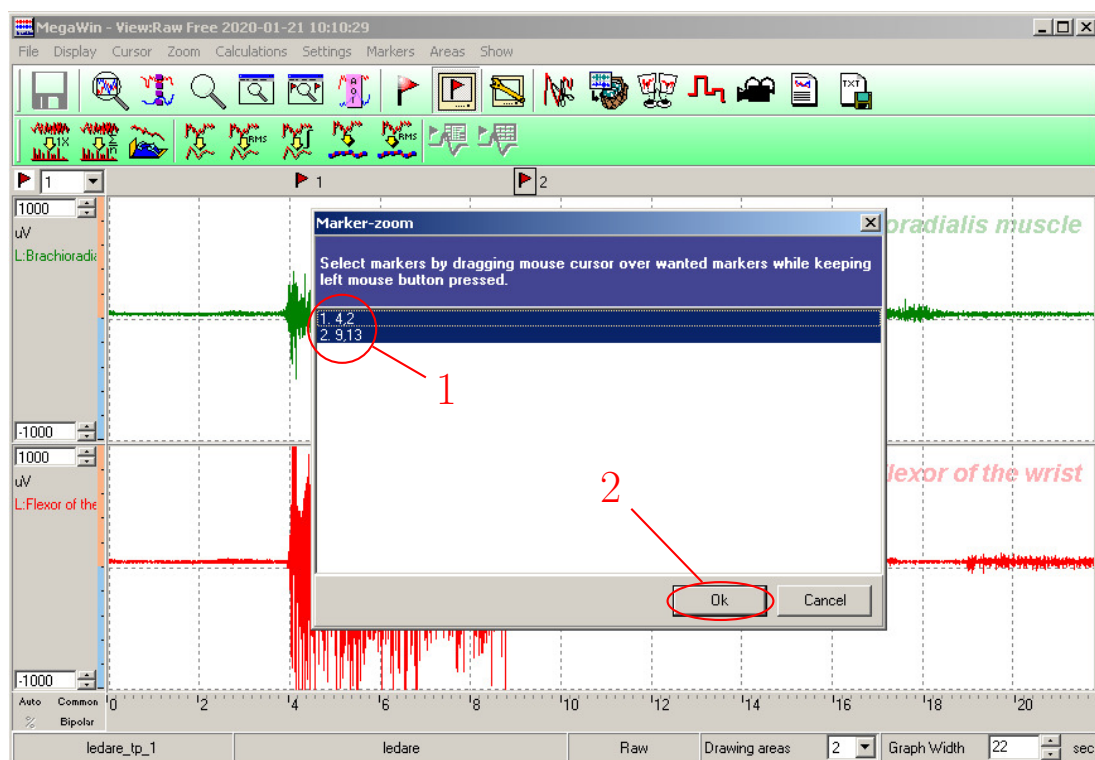 MegaWin - View:Raw Free 2020-01-21 10:10:29
File Display Cursor Zoom Calculations Settings Markers Areas Show
TXT
1X RMS RMS
1 1 2
1000
uV
L:Brachioradia
oradialis muscle
Marker-zoom
Select markers by dragging mouse cursor over wanted markers while keeping
left mouse button pressed.
1. 4,2
2. 9,13
1
-1000
1000
uV
L:Flexor of the
lexor of the wrist
2
Ok Cancel
-1000
Auto Common
% Bipolar
0 2 4 6 8 10 12 14 16 18 20
ledare_tp_1 ledare Raw Drawing areas 2 Graph Width 22 sec